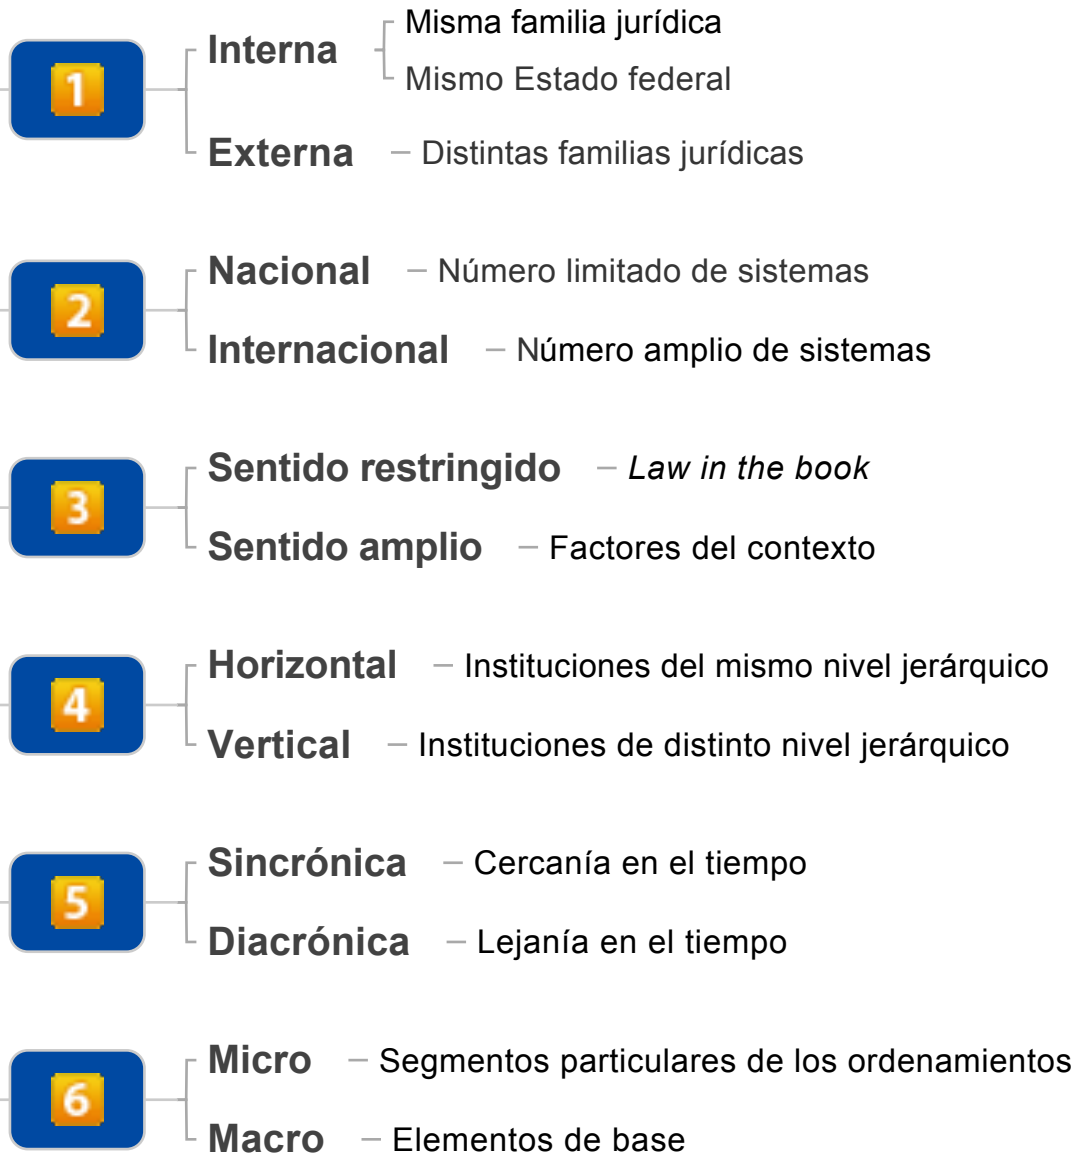 1
Interna
Misma familia jurídica
Mismo Estado federal
Externa – Distintas familias jurídicas
2
Nacional – Número limitado de sistemas
Internacional – Número amplio de sistemas
3
Sentido restringido – Law in the book
Sentido amplio – Factores del contexto
4
Horizontal – Instituciones del mismo nivel jerárquico
Vertical – Instituciones de distinto nivel jerárquico
5
Sincrónica – Cercanía en el tiempo
Diacrónica – Lejanía en el tiempo
6
Micro – Segmentos particulares de los ordenamientos
Macro – Elementos de base